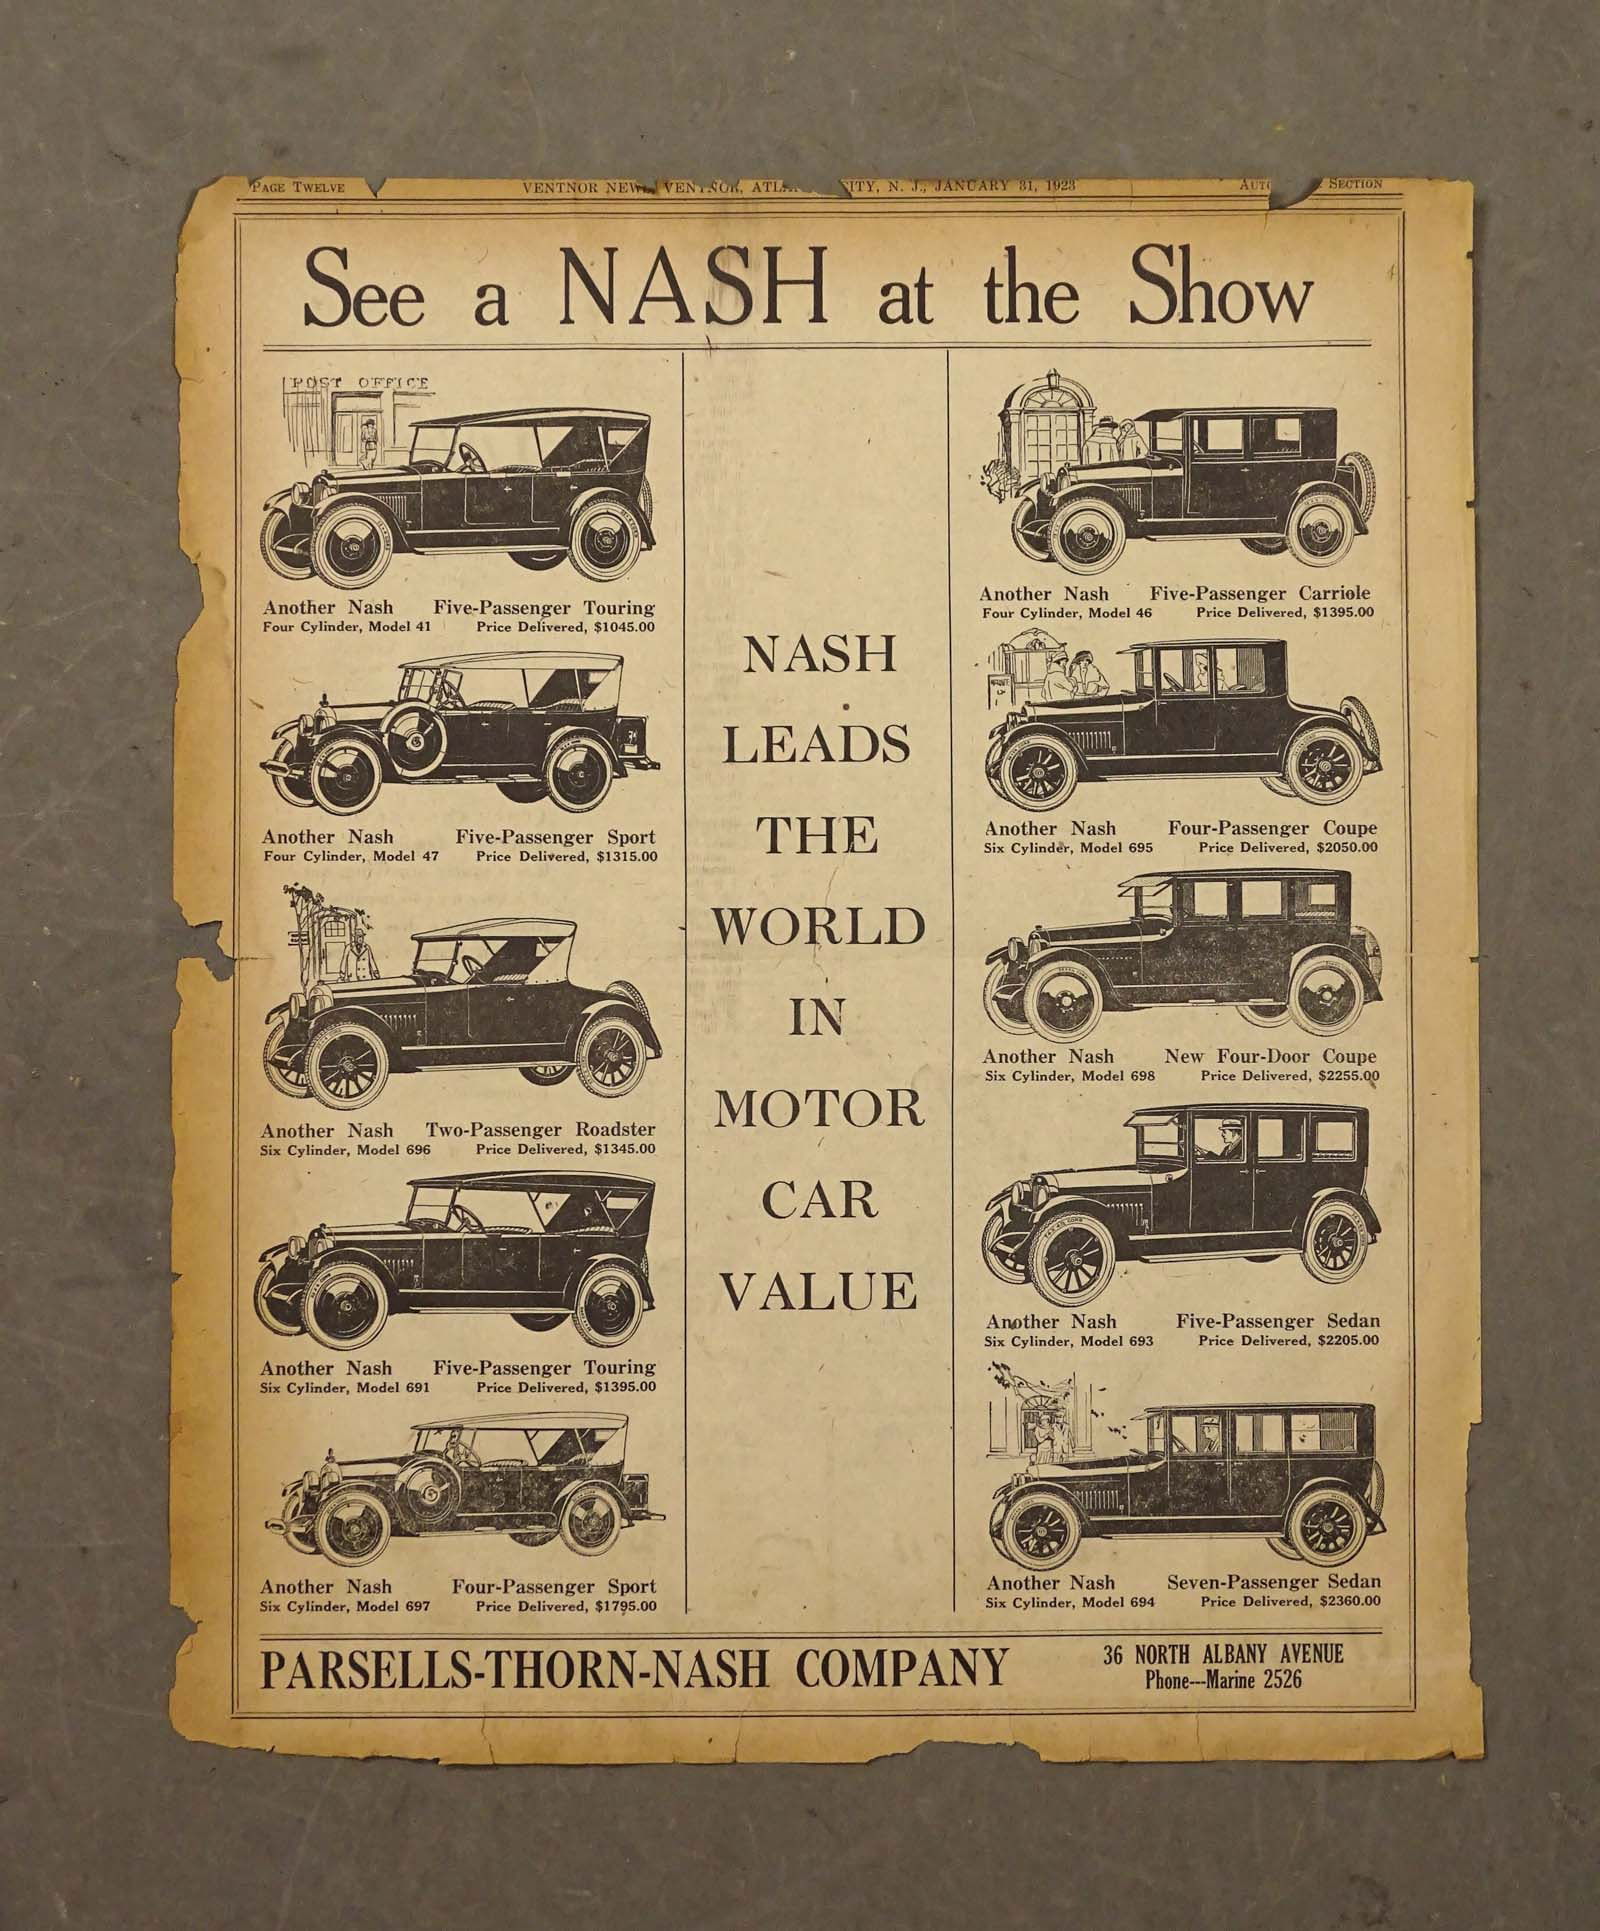 PAGE TWELVE
VENTNOR NEWS, VENTNOR, CITY, N. J., JANUARY 31, 1923
SECTION
See a NASH at the Show
POST OFFICE
Another Nash Five-Passenger Touring
Four Cylinder, Model 41 Price Delivered, $1045.00
Another Nash Five-Passenger Sport
Four Cylinder, Model 47 Price Delivered, $1315.00
Another Nash Two-Passenger Roadster
Six Cylinder, Model 696 Price Delivered, $1345.00
Another Nash Five-Passenger Touring
Six Cylinder, Model 691 Price Delivered, $1395.00
Another Nash Four-Passenger Sport
Six Cylinder, Model 697 Price Delivered, $1795.00
NASH
LEADS
THE
WORLD
IN
MOTOR
CAR
VALUE
Another Nash Five-Passenger Carriole
Four Cylinder, Model 46 Price Delivered, $1395.00
Another Nash Four-Passenger Coupe
Six Cylinder, Model 695 Price Delivered, $2050.00
Another Nash New Four-Door Coupe
Six Cylinder, Model 698 Price Delivered, $2255.00
Another Nash Five-Passenger Sedan
Six Cylinder, Model 693 Price Delivered, $2205.00
Another Nash Seven-Passenger Sedan
Six Cylinder, Model 694 Price Delivered, $2360.00
PARSELLS-THORN-NASH COMPANY
36 NORTH ALBANY AVENUE
Phone---Marine 2526